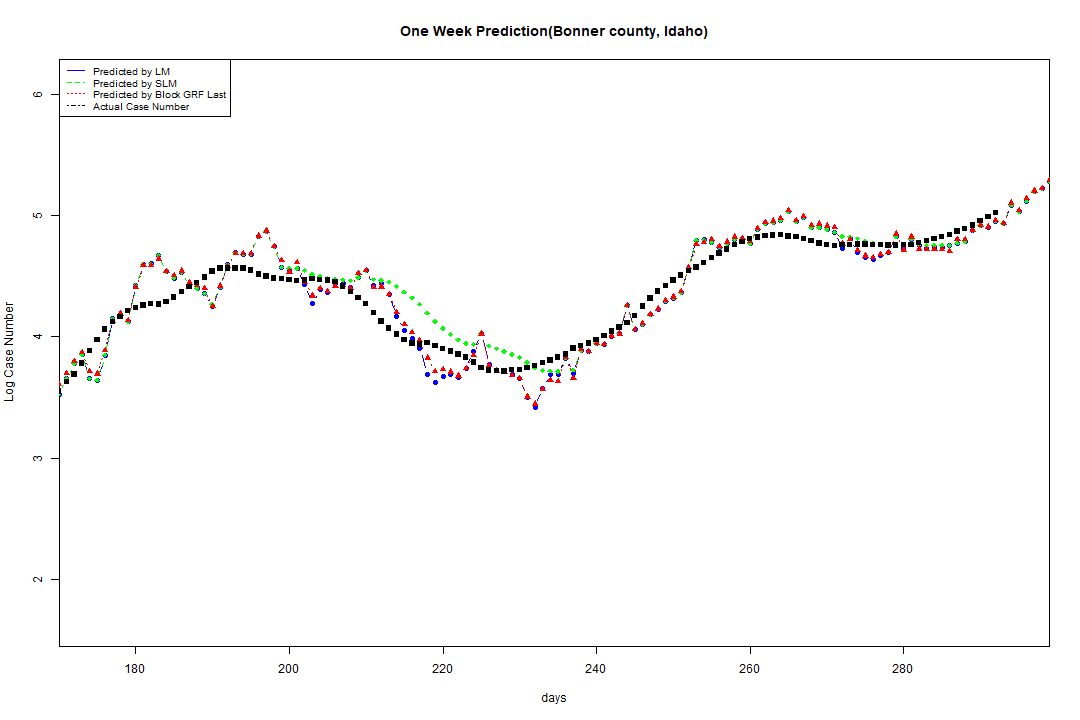 One Week Prediction(Bonner county, Idaho)
Predicted by LM
Predicted by SLM
Predicted by Block GRF Last
Actual Case Number
6
5
4
3
2
Log Case Number
180 200 220 240 260 280
days